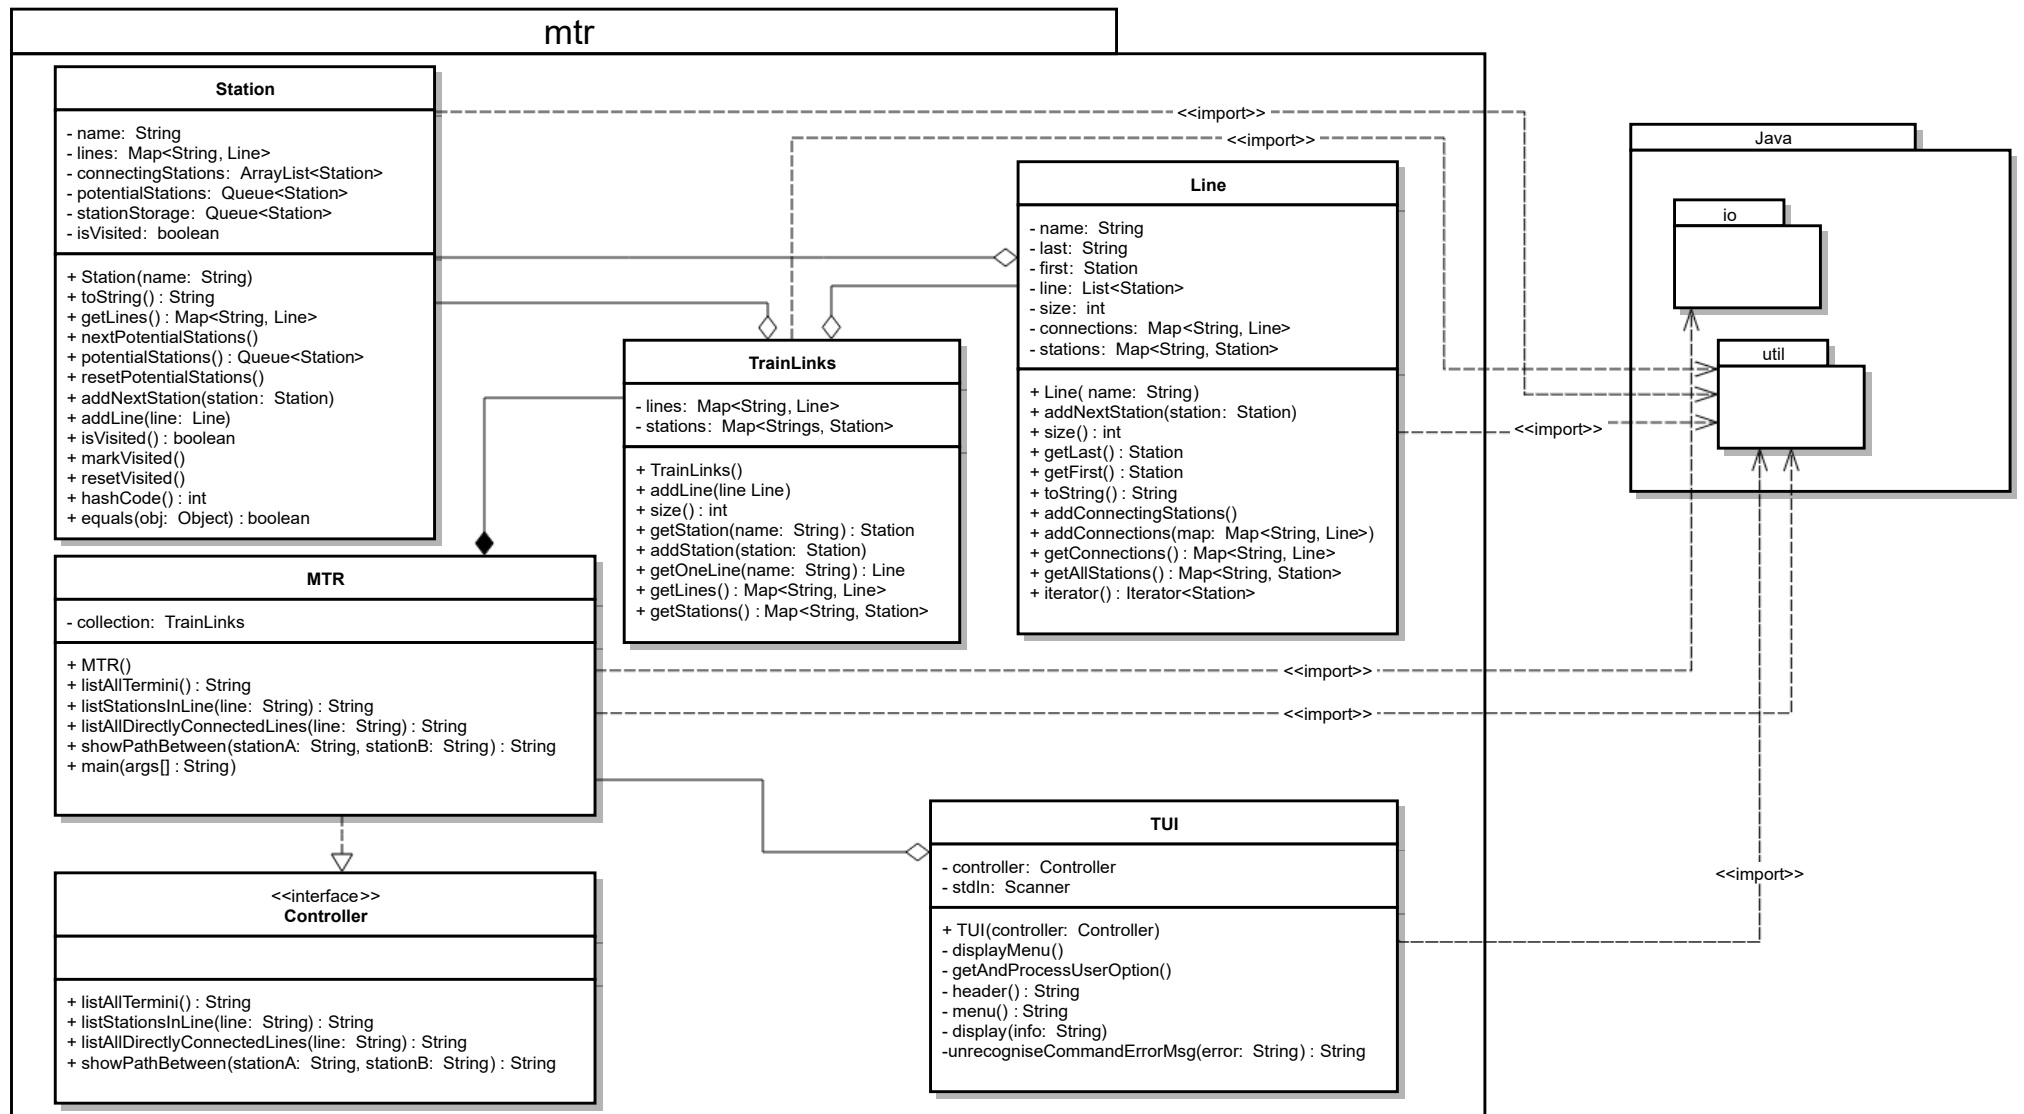 mtr
Station
- name: String
- lines: Map<String, Line>
- connectingStations: ArrayList<Station>
- potentialStations: Queue<Station>
- stationStorage: Queue<Station>
- isVisited: boolean
+ Station(name: String)
+ toString() : String
+ getLines() : Map<String, Line>
+ nextPotentialStations()
+ potentialStations() : Queue<Station>
+ resetPotentialStations()
+ addNextStation(station: Station)
+ addLine(line: Line)
+ isVisited() : boolean
+ markVisited()
+ resetVisited()
+ hashCode() : int
+ equals(obj: Object) : boolean
<<import>>
<<import>>
Line
- name: String
- last: String
- first: Station
- line: List<Station>
- size: int
- connections: Map<String, Line>
- stations: Map<String, Station>
+ Line( name: String)
+ addNextStation(station: Station)
+ size() : int
+ getLast() : Station
+ getFirst() : Station
+ toString() : String
+ addConnectingStations()
+ addConnections(map: Map<String, Line>)
+ getConnections() : Map<String, Line>
+ getAllStations() : Map<String, Station>
+ iterator() : Iterator<Station>
<<import>>
Java
io
util
TrainLinks
- lines: Map<String, Line>
- stations: Map<Strings, Station>
+ TrainLinks()
+ addLine(line Line)
+ size() : int
+ getStation(name: String) : Station
+ addStation(station: Station)
+ getOneLine(name: String) : Line
+ getLines() : Map<String, Line>
+ getStations() : Map<String, Station>
MTR
- collection: TrainLinks
+ MTR()
+ listAllTermini() : String
+ listStationsInLine(line: String) : String
+ listAllDirectlyConnectedLines(line: String) : String
+ showPathBetween(stationA: String, stationB: String) : String
+ main(args[] : String)
<<import>>
<<import>>
<<interface>>
Controller
+ listAllTermini() : String
+ listStationsInLine(line: String) : String
+ listAllDirectlyConnectedLines(line: String) : String
+ showPathBetween(stationA: String, stationB: String) : String
TUI
- controller: Controller
- stdIn: Scanner
+ TUI(controller: Controller)
- displayMenu()
- getAndProcessUserOption()
- header() : String
- menu() : String
- display(info: String)
-unrecogniseCommandErrorMsg(error: String) : String
<<import>>